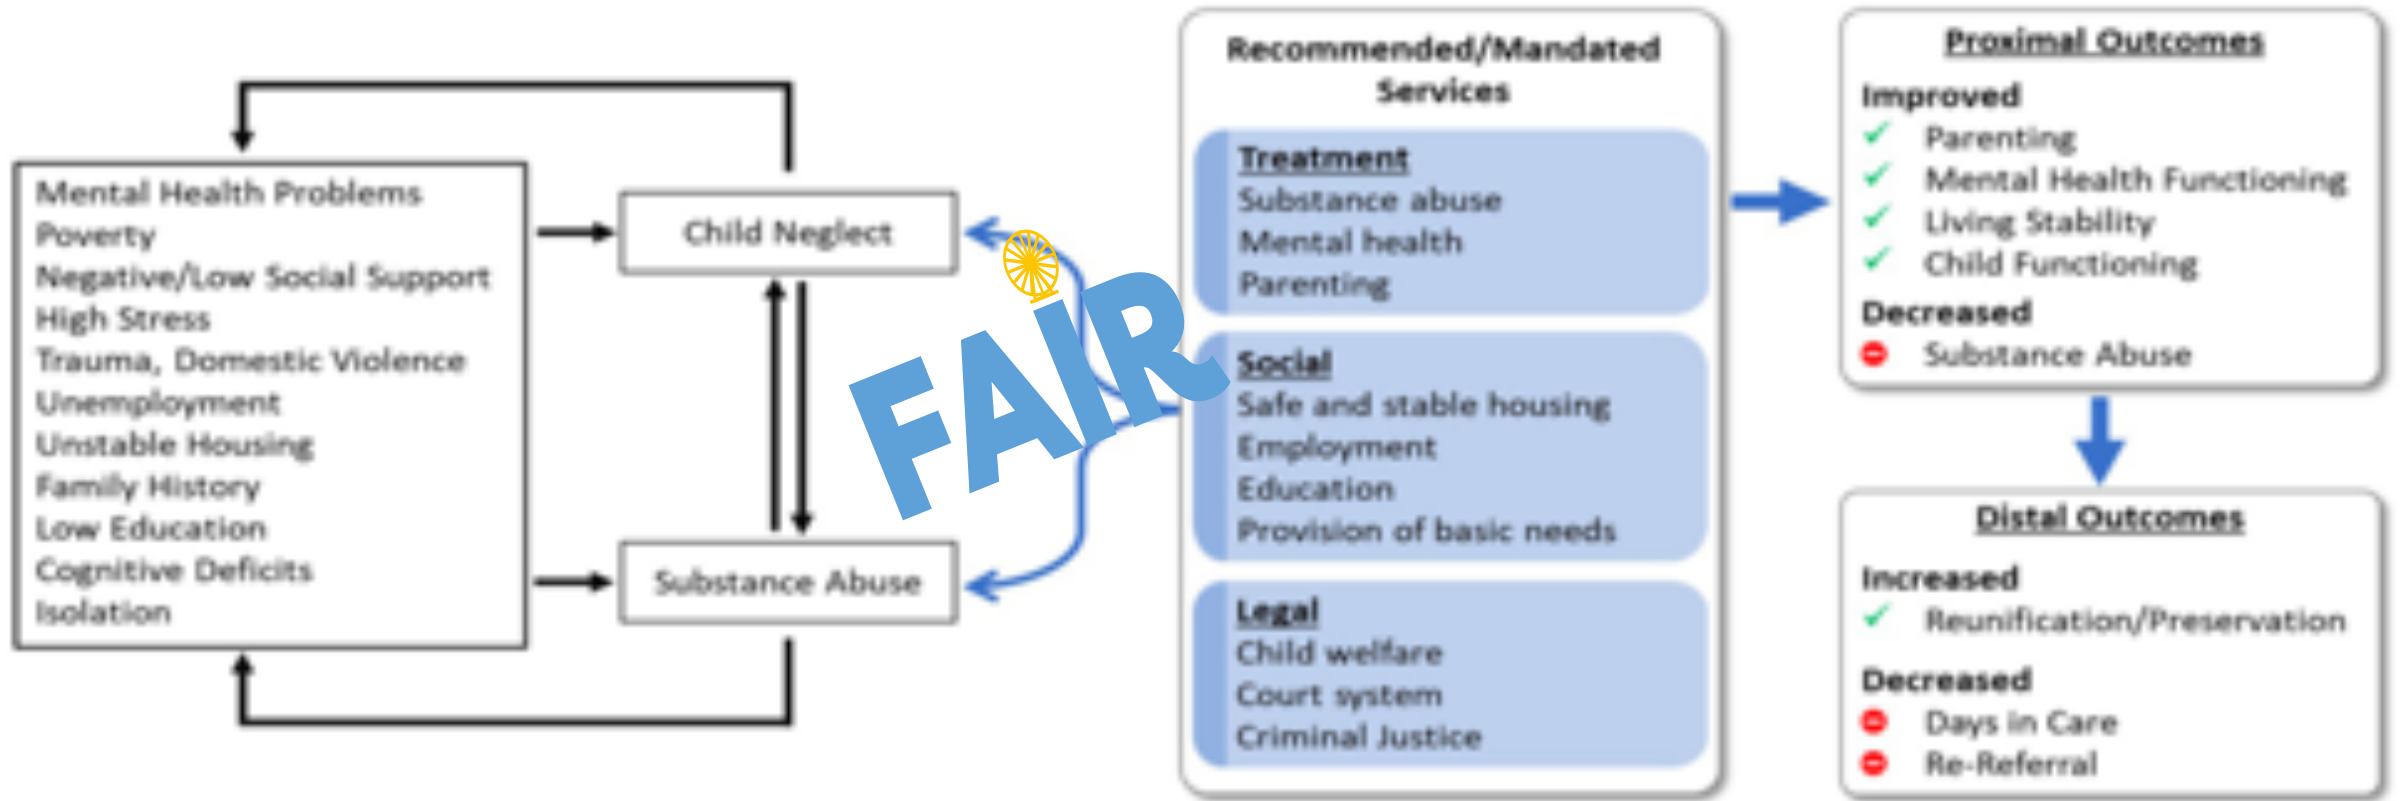 Mental Health Problems
Poverty
Negative/Low Social Support
High Stress
Trauma, Domestic Violence
Unemployment
Unstable Housing
Family History
Low Education
Cognitive Deficits
Isolation
Child Neglect
Substance Abuse
FAIR
Recommended/Mandated
Services
Treatment
Substance abuse
Mental health
Parenting
Social
Safe and stable housing
Employment
Education
Provision of basic needs
Legal
Child welfare
Court system
Criminal Justice
Proximal Outcomes
Improved
Parenting
Mental Health Functioning
Living Stability
Child Functioning
Decreased
Substance Abuse
Distal Outcomes
Increased
Reunification/Preservation
Decreased
Days in Care
Re-Referral